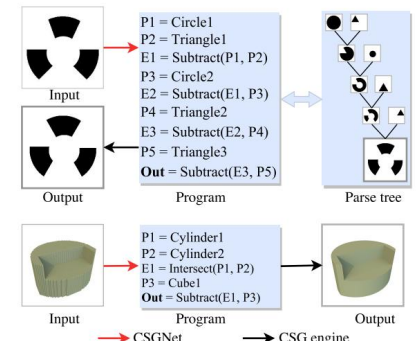 P1 = Circle1
P2 = Triangle1
E1 = Subtract(P1, P2)
P3 = Circle2
E2 = Subtract(E1, P3)
P4 = Triangle2
E3 = Subtract(E2, P4)
P5 = Triangle3
Out = Subtract(E3, P5)
Input
Output
Program
Parse tree
P1 = Cylinder1
P2 = Cylinder2
E1 = Intersect(P1, P2)
P3 = Cube1
Out = Subtract(E1, P3)
Input
Program
Output
CSGNet
CSG engine